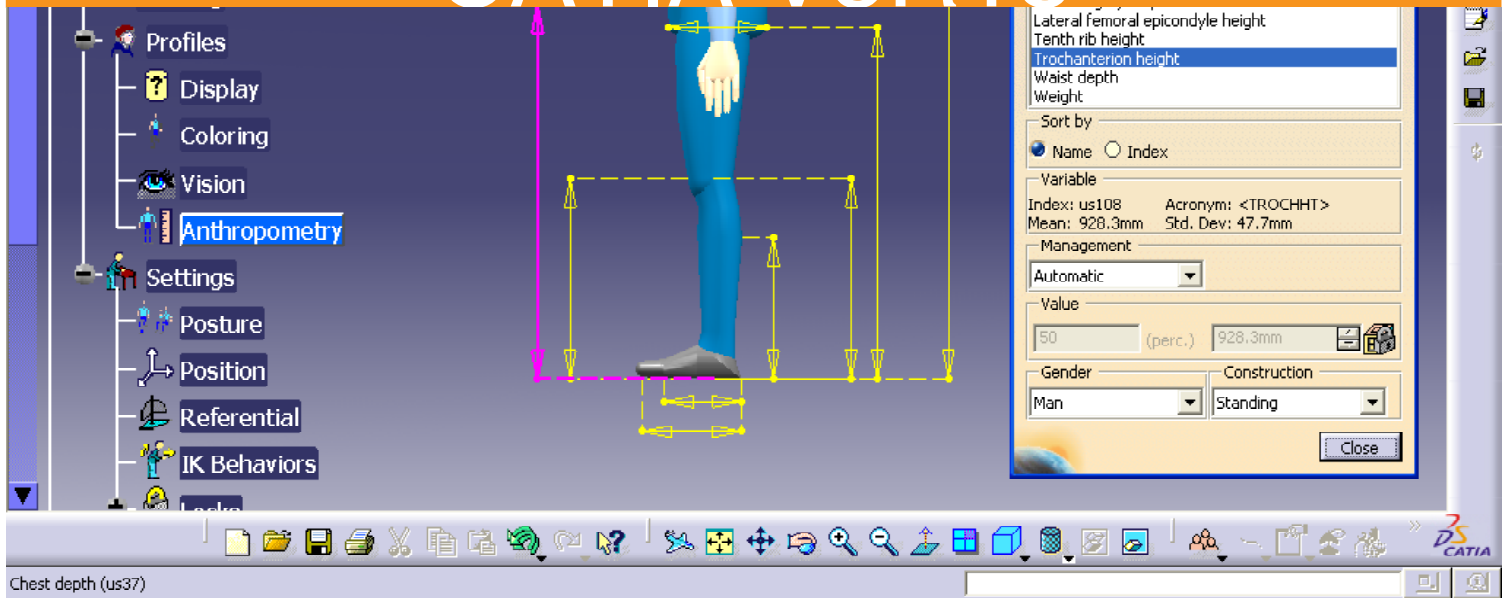 Profiles
Display
Coloring
Vision
Anthropometry
Settings
Posture
Position
Referential
IK Behaviors
Lateral femoral epicondyle height
Tenth rib height
Trochanterion height
Waist depth
Weight
Sort by
Name Index
Variable
Index: us108 Acronym: <TROCHHT>
Mean: 928.3mm Std. Dev: 47.7mm
Management
Automatic
Value
50 (perc.) 928.3mm
Gender Construction
Man Standing
Close
CATIA
Chest depth (us37)